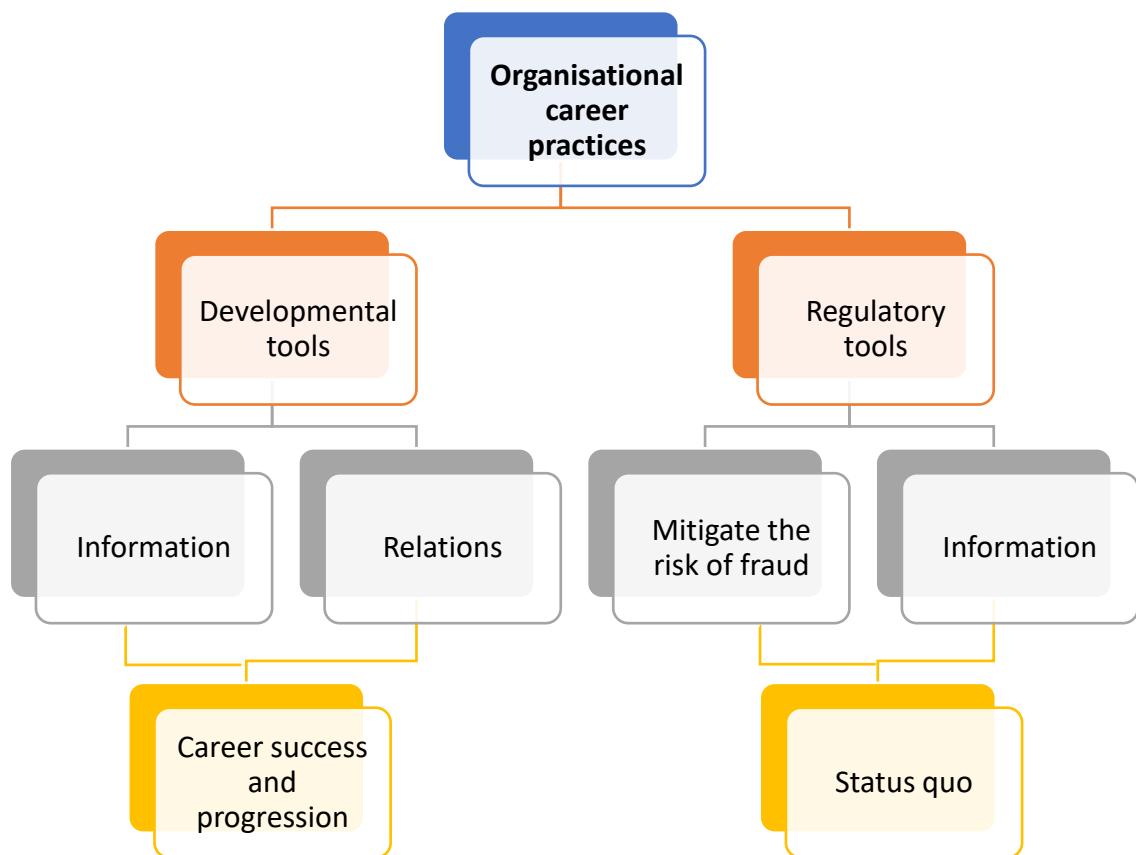 Organisational
career
practices
Developmental
tools
Regulatory
tools
Information
Relations
Mitigate the
risk of fraud
Information
Career success
and
progression
Status quo